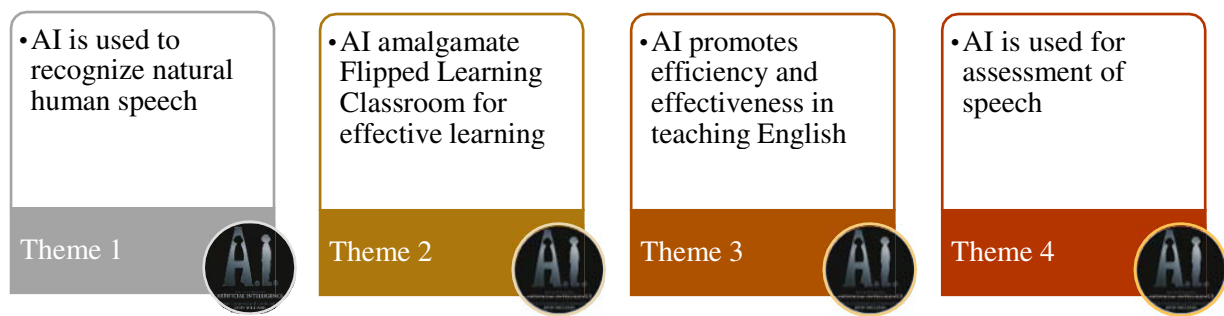 •AI is used to
recognize natural
human speech
Theme 1
A.I.
ARTIFICIAL INTELLIGENCE
•AI amalgamate
Flipped Learning
Classroom for
effective learning
Theme 2
A.I.
•AI promotes
efficiency and
effectiveness in
teaching English
Theme 3
A.I.
•AI is used for
assessment of
speech
Theme 4
A.I.